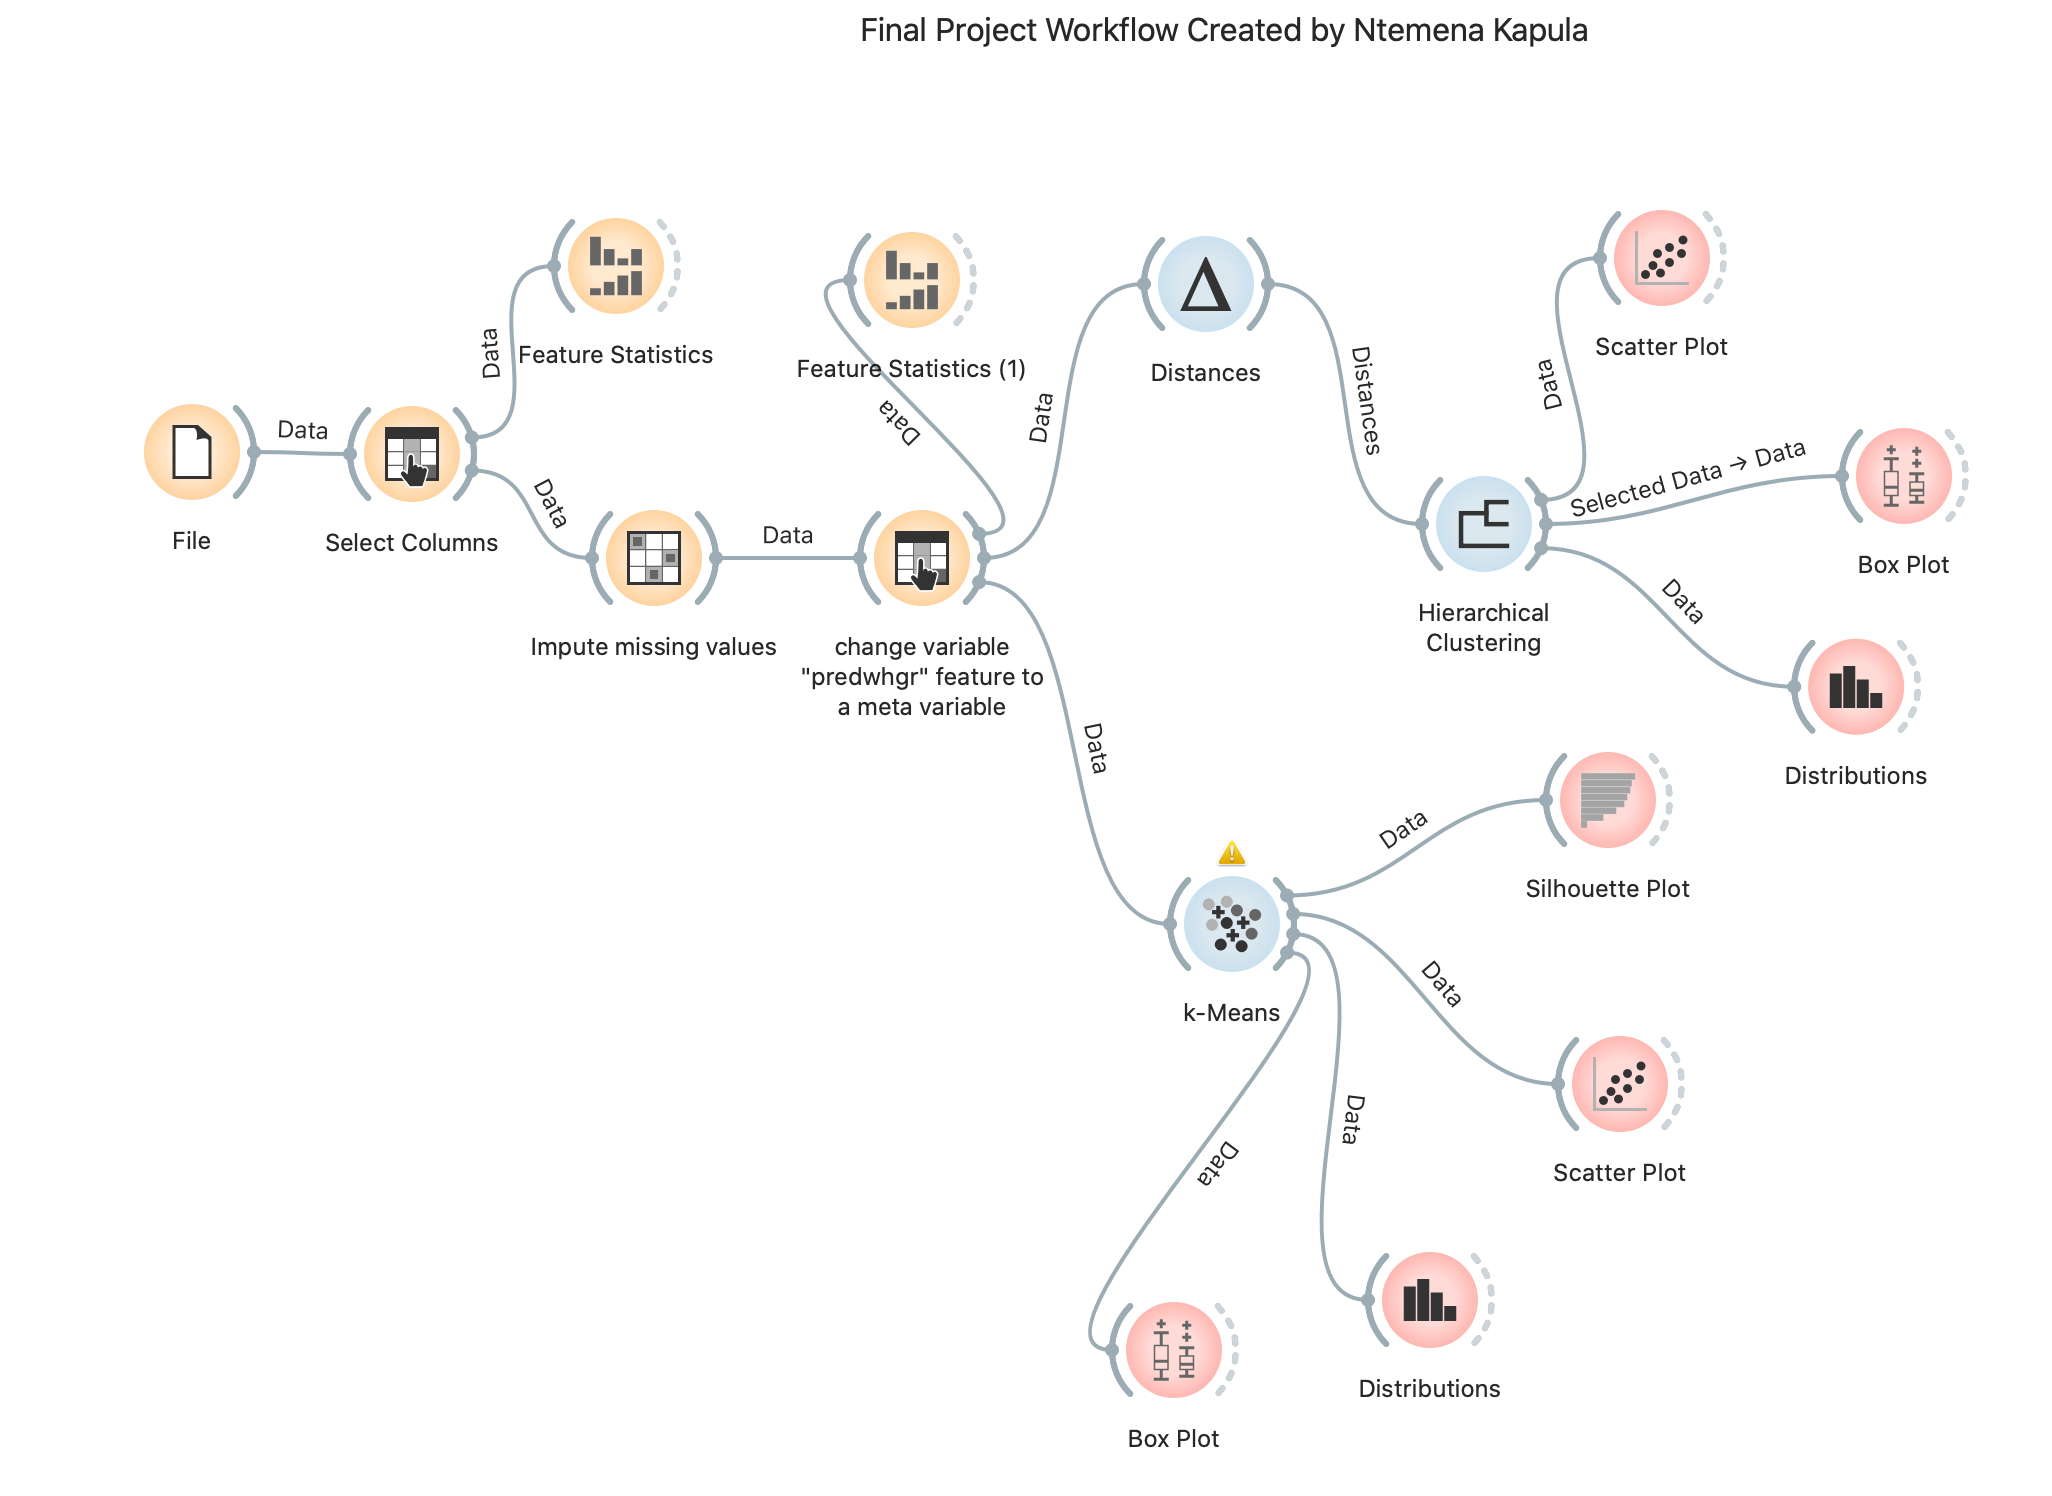 Final Project Workflow Created by Ntemena Kapula
Data
Feature Statistics
Data
Feature Statistics (1)
Data
Data
Distances
Distances
Data
Scatter Plot
Selected Data → Data
Box Plot
File
Data
Select Columns
Impute missing values
Data
change variable
"predwhgr" feature to
a meta variable
Hierarchical
Clustering
Data
Distributions
Data
Data
Silhouette Plot
k-Means
Data
Scatter Plot
Data
Data
Distributions
Box Plot